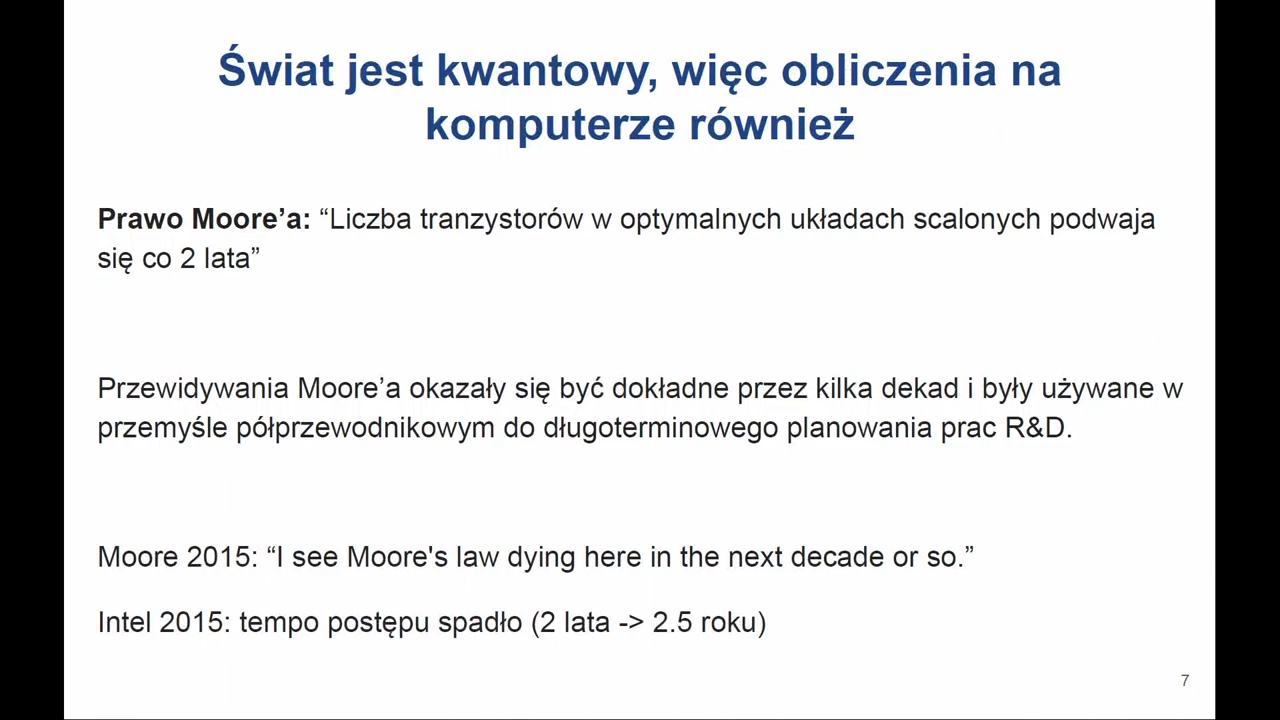 Świat jest kwantowy, więc obliczenia na
komputerze również
Prawo Moore’a: “Liczba tranzystorów w optymalnych układach scalonych podwaja
się co 2 lata”
Przewidywania Moore’a okazały się być dokładne przez kilka dekad i były używane w
przemyśle półprzewodnikowym do długoterminowego planowania prac R&D.
Moore 2015: “I see Moore's law dying here in the next decade or so.”
Intel 2015: tempo postępu spadło (2 lata -> 2.5 roku)
7